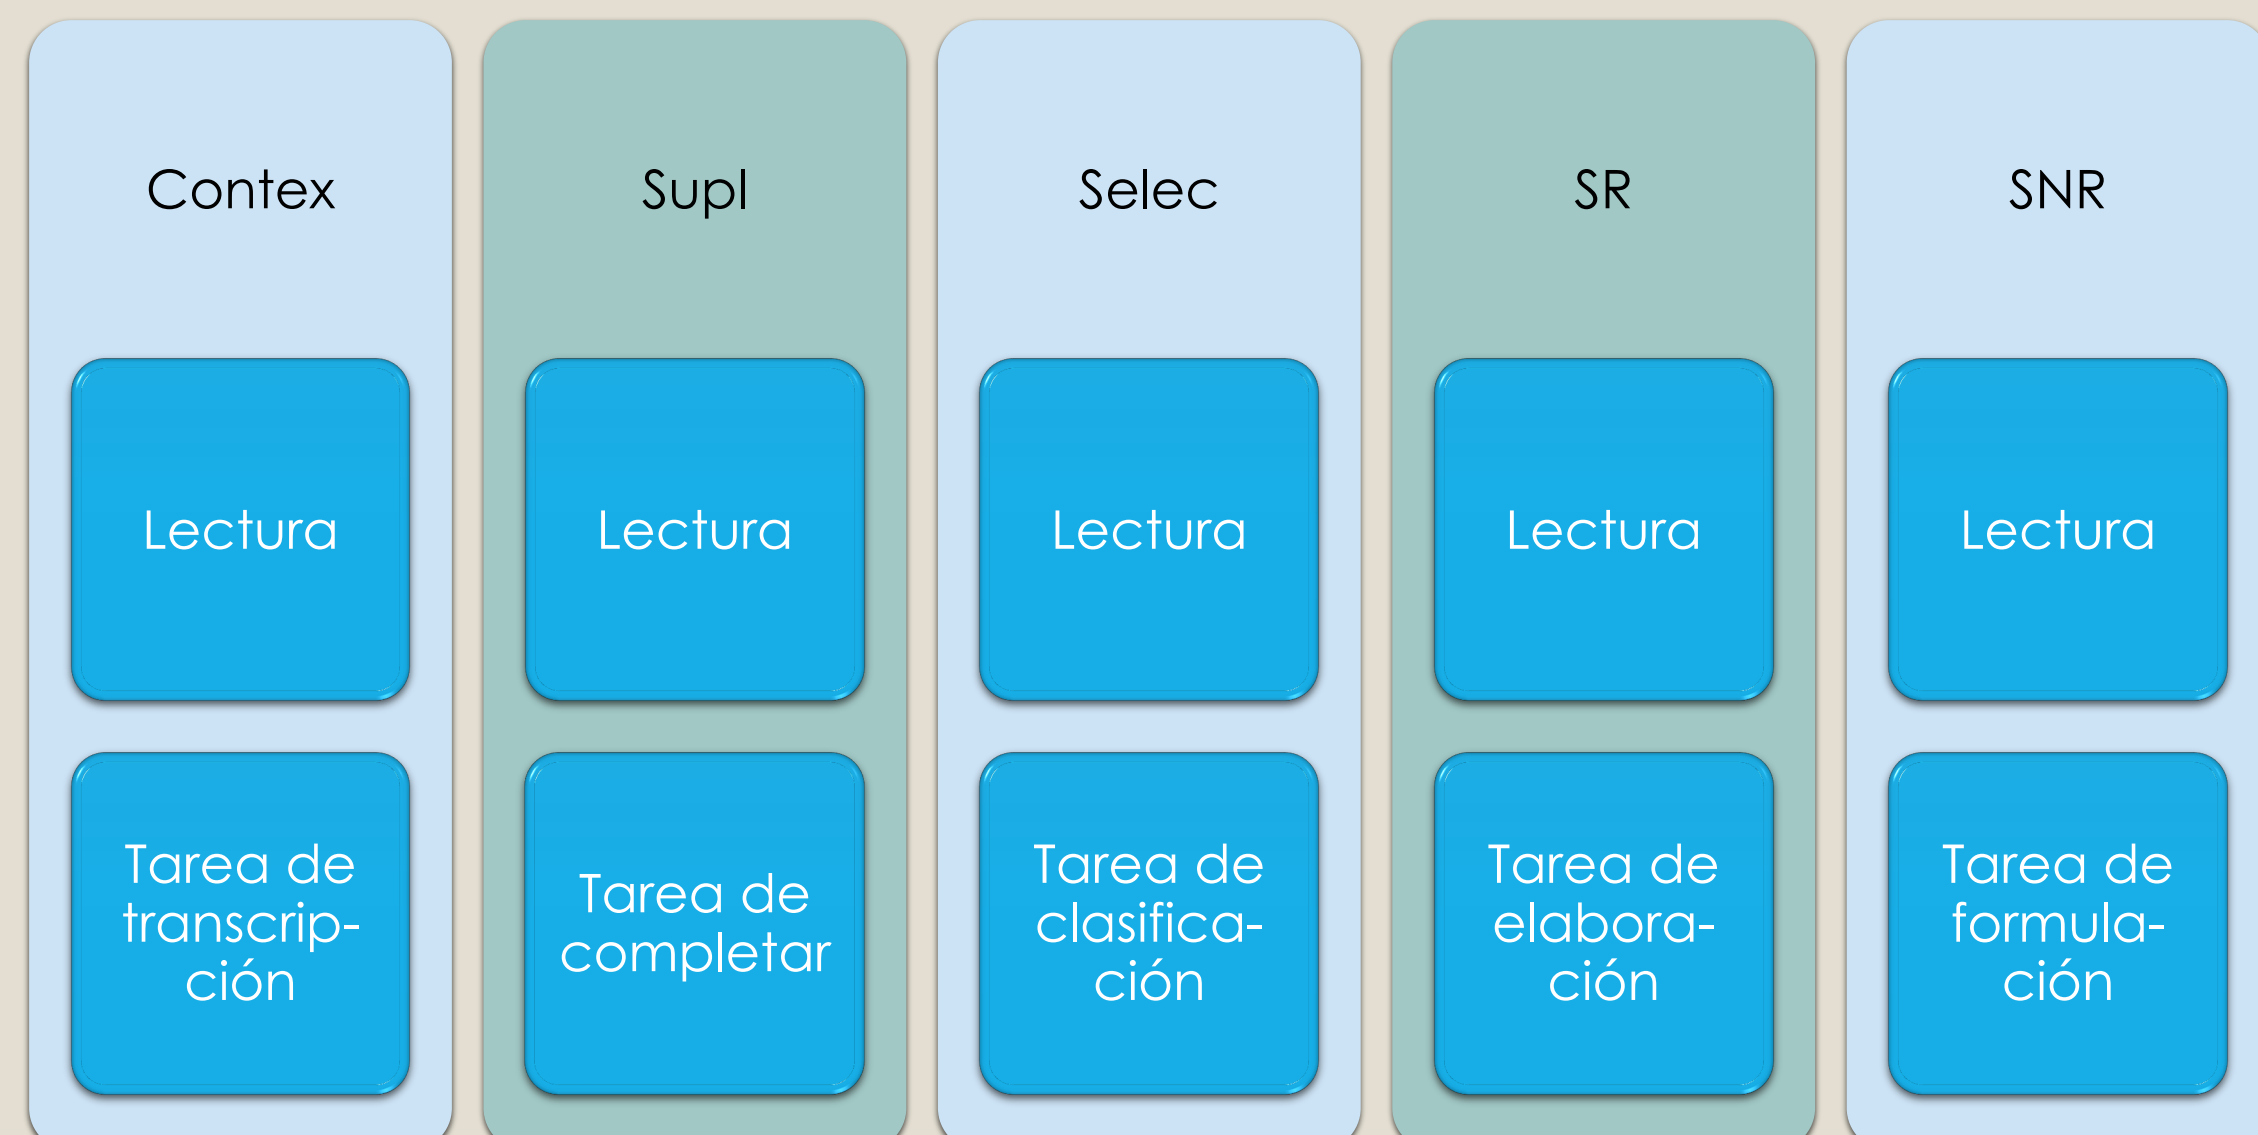 Contex
Supl
Selec
SR
SNR
Lectura
Lectura
Lectura
Lectura
Lectura
Tarea de
transcrip-
ción
Tarea de
completar
Tarea de
clasifica-
ción
Tarea de
elabora-
ción
Tarea de
formula-
ción